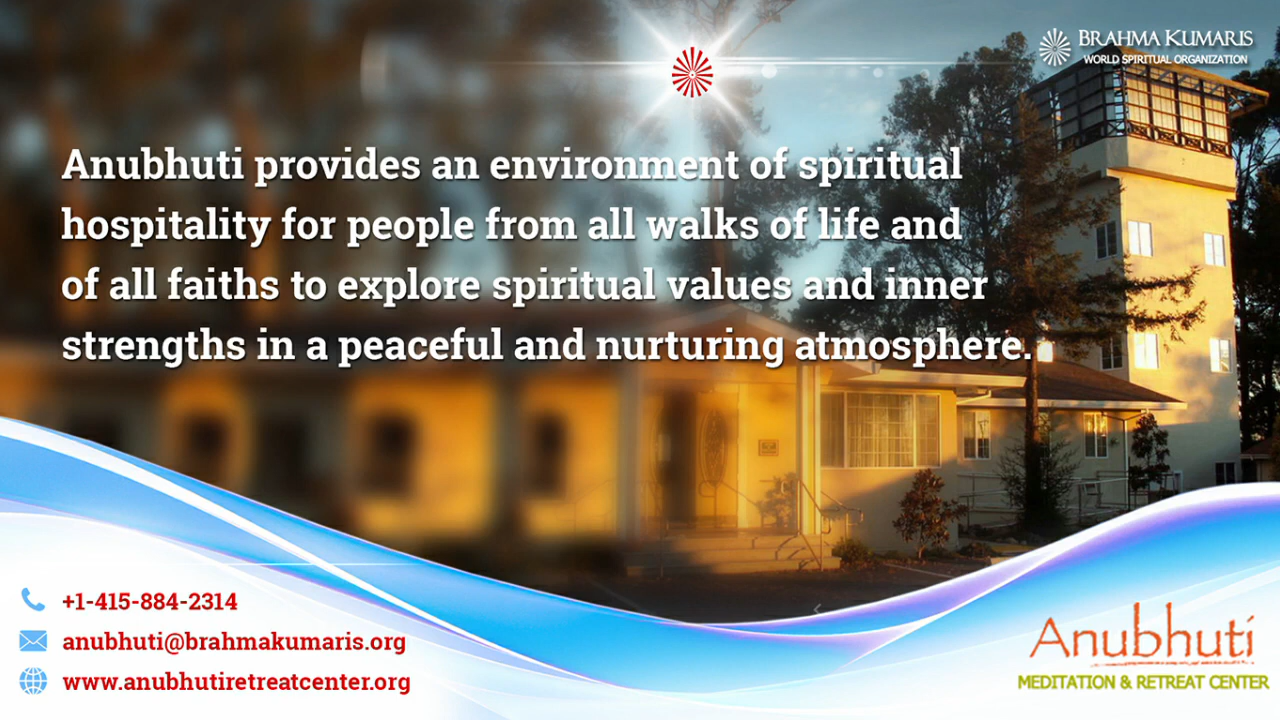 BRAHMA KUMARIS
WORLD SPIRITUAL ORGANIZATION
Anubhuti provides an environment of spiritual
hospitality for people from all walks of life and
of all faiths to explore spiritual values and inner
strengths in a peaceful and nurturing atmosphere.
+1-415-884-2314
anubhuti@brahmakumaris.org
www.anubhutiretreatcenter.org
Anubhuti
MEDITATION & RETREAT CENTER